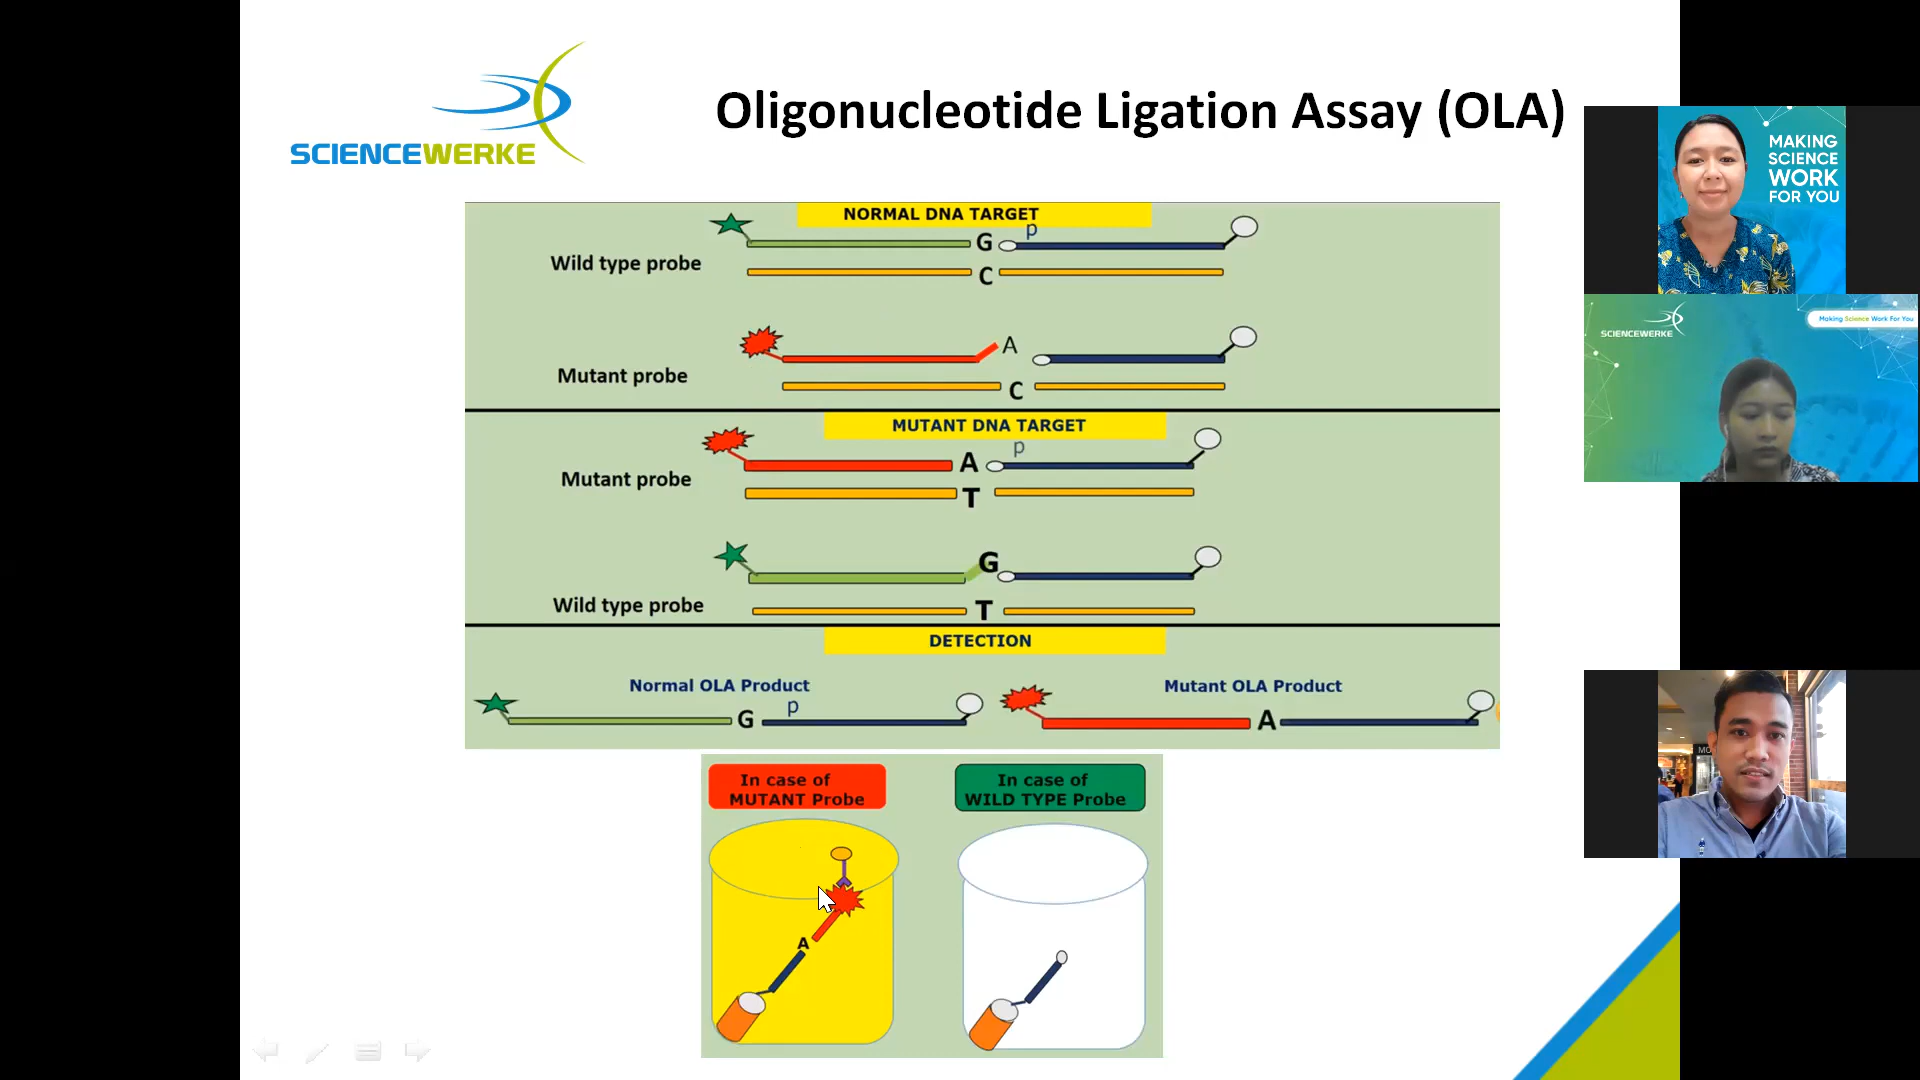 SCIENCEWERKE
Oligonucleotide Ligation Assay (OLA)
NORMAL DNA TARGET
p
G
Wild type probe
C
A
Mutant probe
C
MUTANT DNA TARGET
p
A
Mutant probe
T
G
Wild type probe
T
DETECTION
Normal OLA Product
Mutant OLA Product
p
G
A
In case of
MUTANT Probe
In case of
WILD TYPE Probe
A
MAKING
SCIENCE
WORK
FOR YOU
SCIENCEWERKE
Making Science Work For You
MO